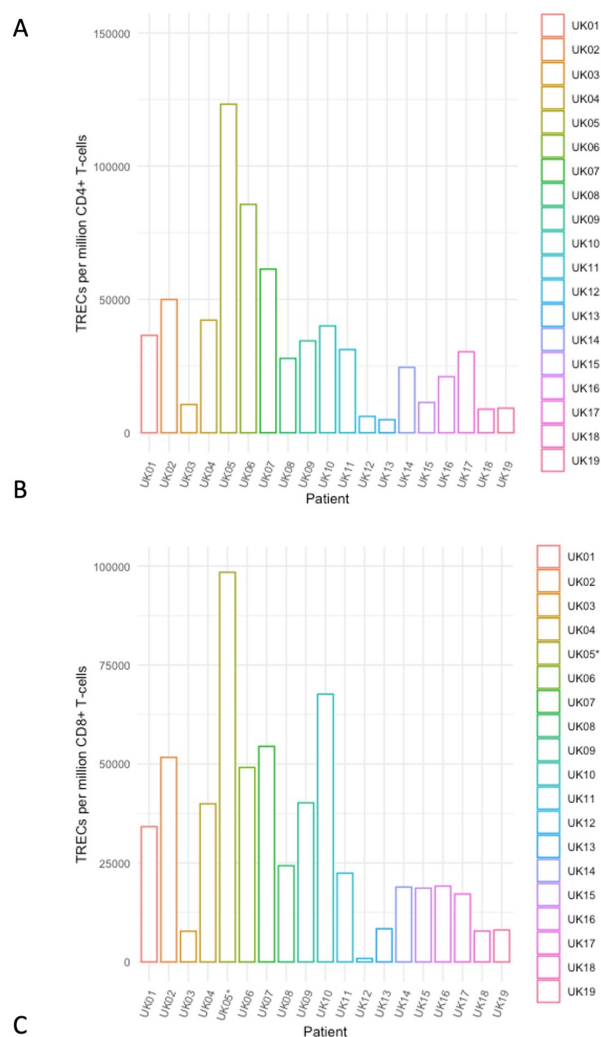 A
TRECs per million CD4+ T-cells
150000
100000
50000
0
UK01
UK02
UK03
UK04
UK05
UK06
UK07
UK08
UK09
UK10
UK11
UK12
UK13
UK14
UK15
UK16
UK17
UK18
UK19
Patient
UK01
UK02
UK03
UK04
UK05
UK06
UK07
UK08
UK09
UK10
UK11
UK12
UK13
UK14
UK15
UK16
UK17
UK18
UK19
B
TRECs per million CD8+ T-cells
100000
75000
50000
25000
0
UK01
UK02
UK03
UK04
UK05*
UK06
UK07
UK08
UK09
UK10
UK11
UK12
UK13
UK14
UK15
UK16
UK17
UK18
UK19
Patient
UK01
UK02
UK03
UK04
UK05*
UK06
UK07
UK08
UK09
UK10
UK11
UK12
UK13
UK14
UK15
UK16
UK17
UK18
UK19
C